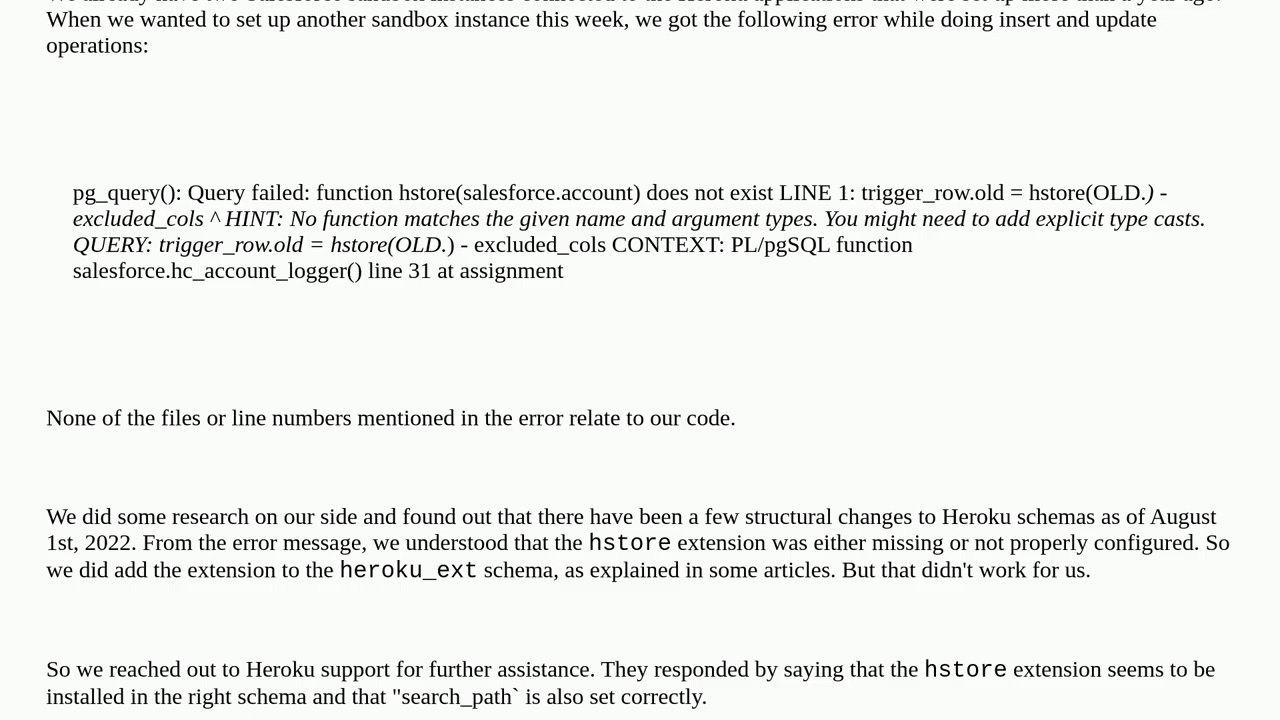 When we wanted to set up another sandbox instance this week, we got the following error while doing insert and update
operations:
pg_query(): Query failed: function hstore(salesforce.account) does not exist LINE 1: trigger_row.old = hstore(OLD.) -
excluded_cols ^ HINT: No function matches the given name and argument types. You might need to add explicit type casts.
QUERY: trigger_row.old = hstore(OLD.) - excluded_cols CONTEXT: PL/pgSQL function
salesforce.hc_account_logger() line 31 at assignment
None of the files or line numbers mentioned in the error relate to our code.
We did some research on our side and found out that there have been a few structural changes to Heroku schemas as of August
1st, 2022. From the error message, we understood that the hstore extension was either missing or not properly configured. So
we did add the extension to the heroku_ext schema, as explained in some articles. But that didn't work for us.
So we reached out to Heroku support for further assistance. They responded by saying that the hstore extension seems to be
installed in the right schema and that "search_path` is also set correctly.